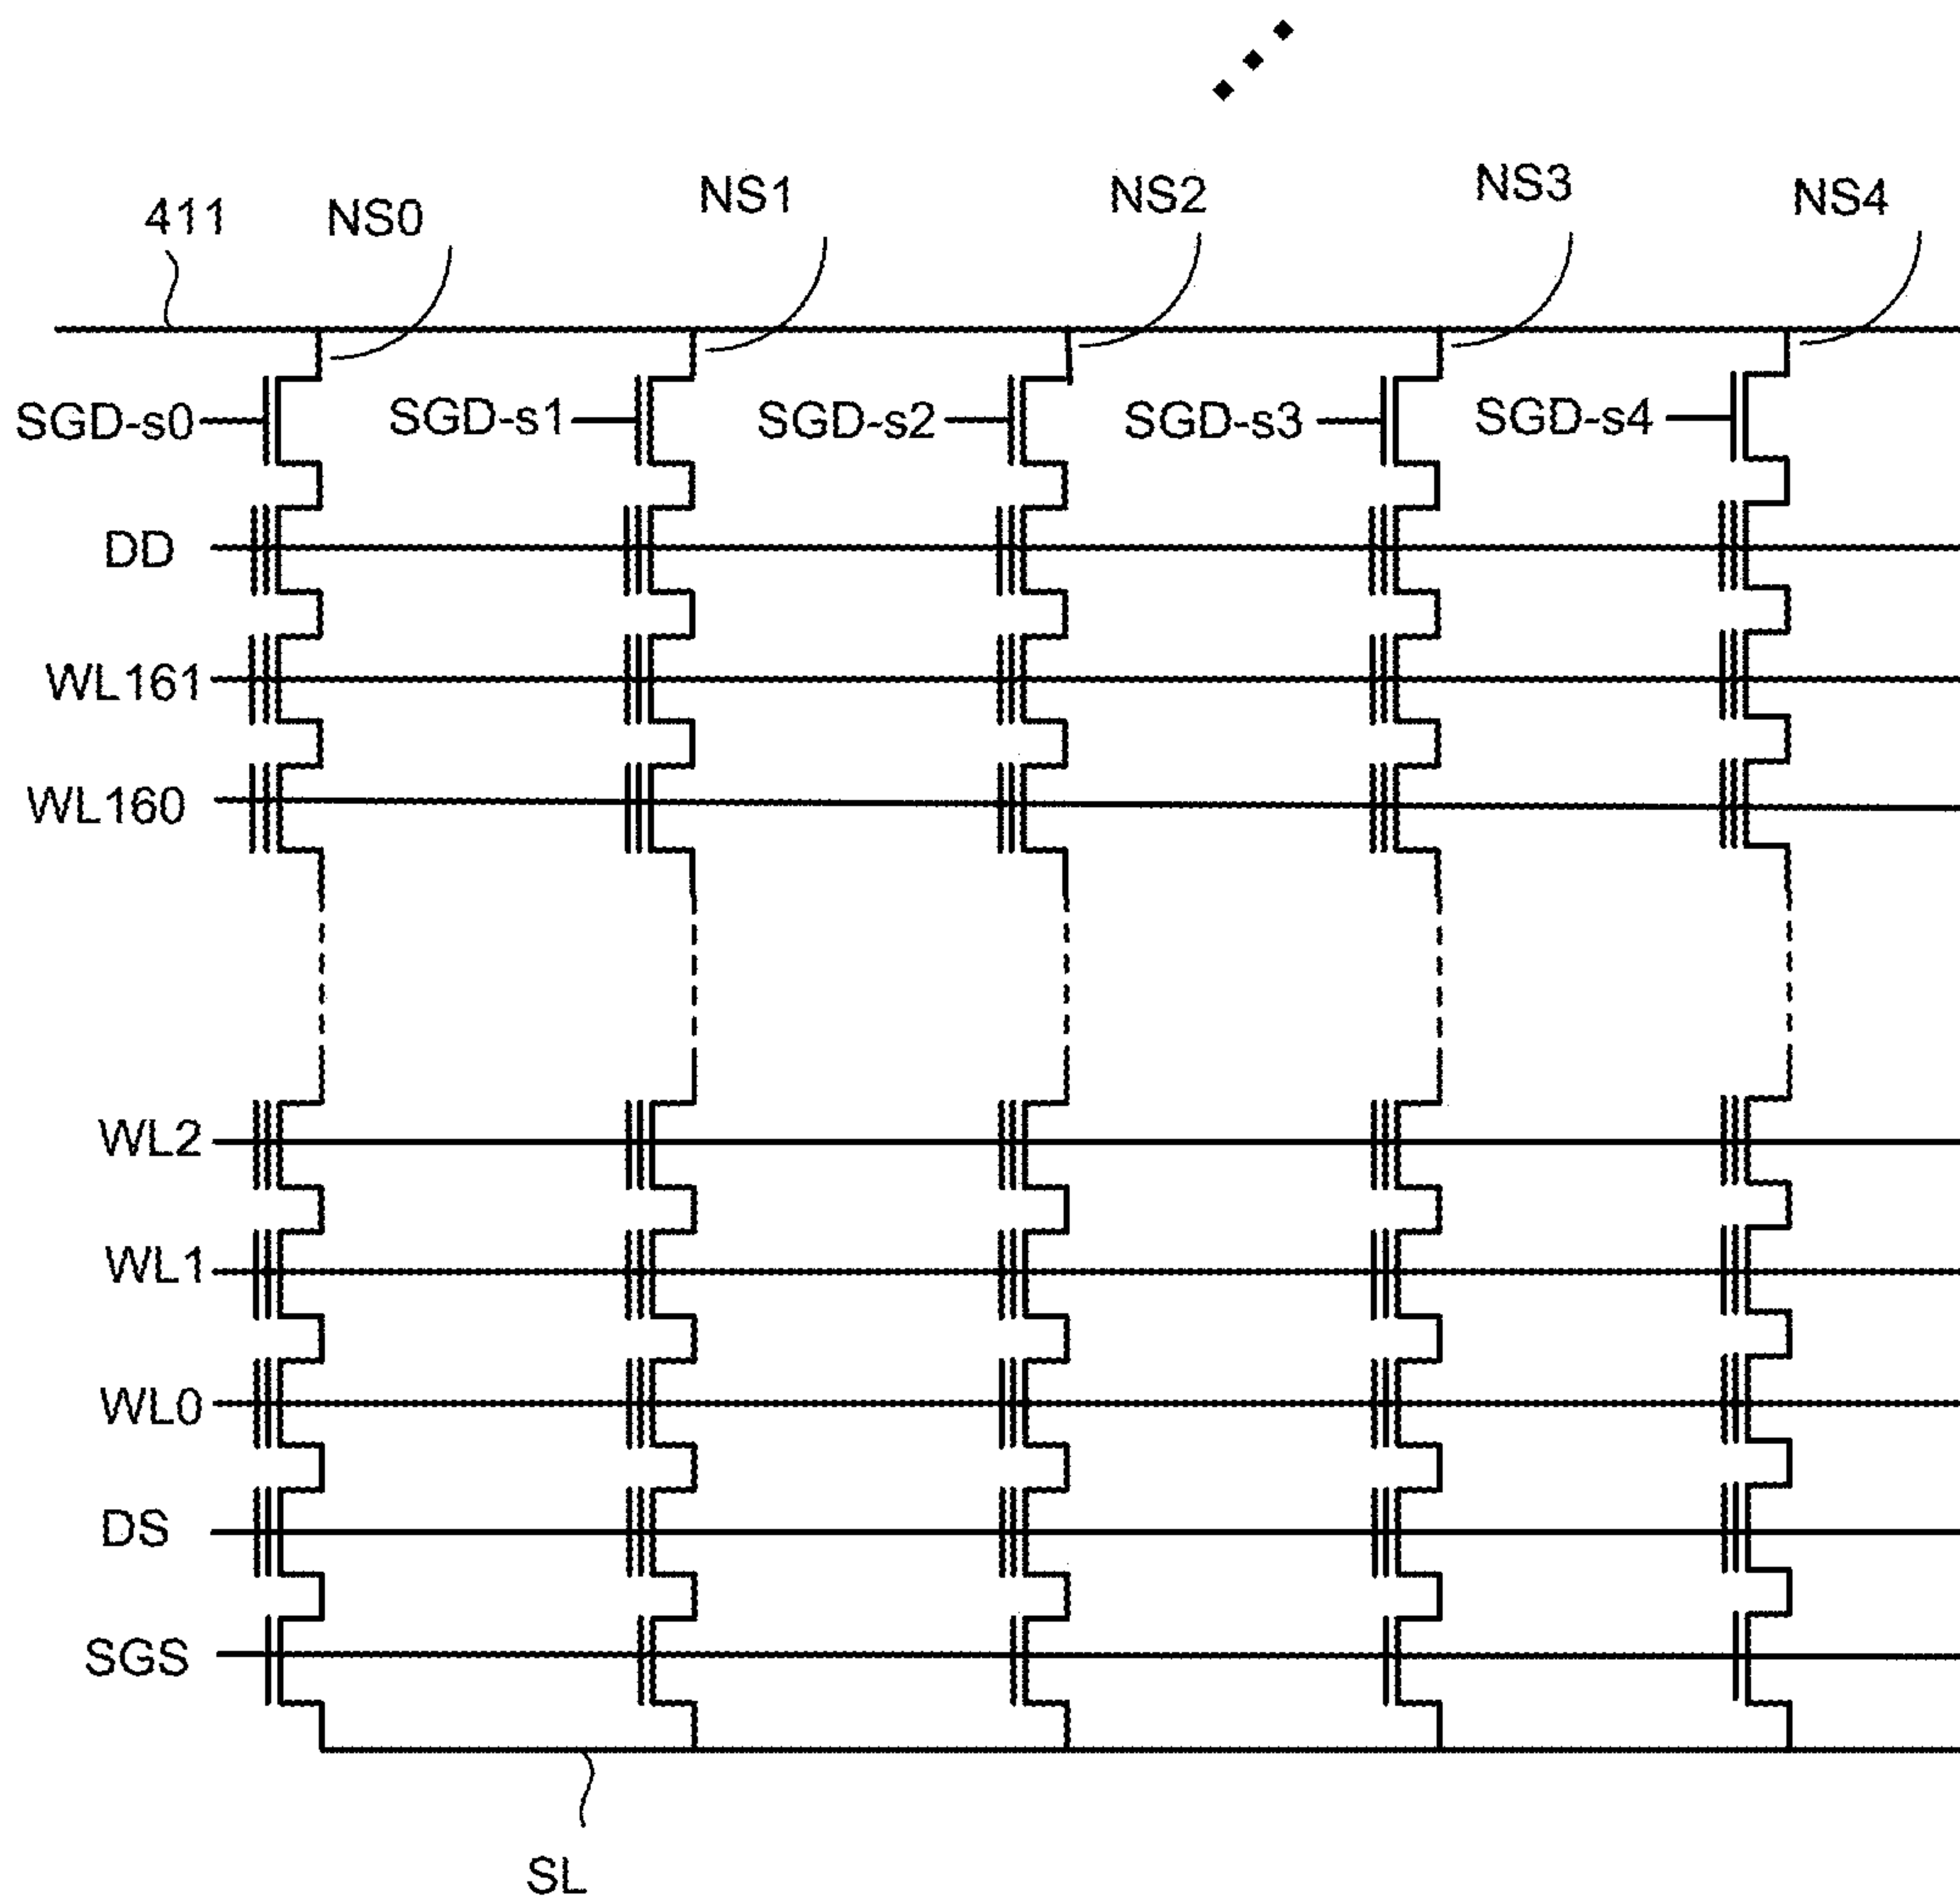 411 NS0 NS1 NS2 NS3 NS4
SGD-s0 SGD-s1 SGD-s2 SGD-s3 SGD-s4
DD
WL161
WL160
WL2
WL1
WL0
DS
SGS
SL